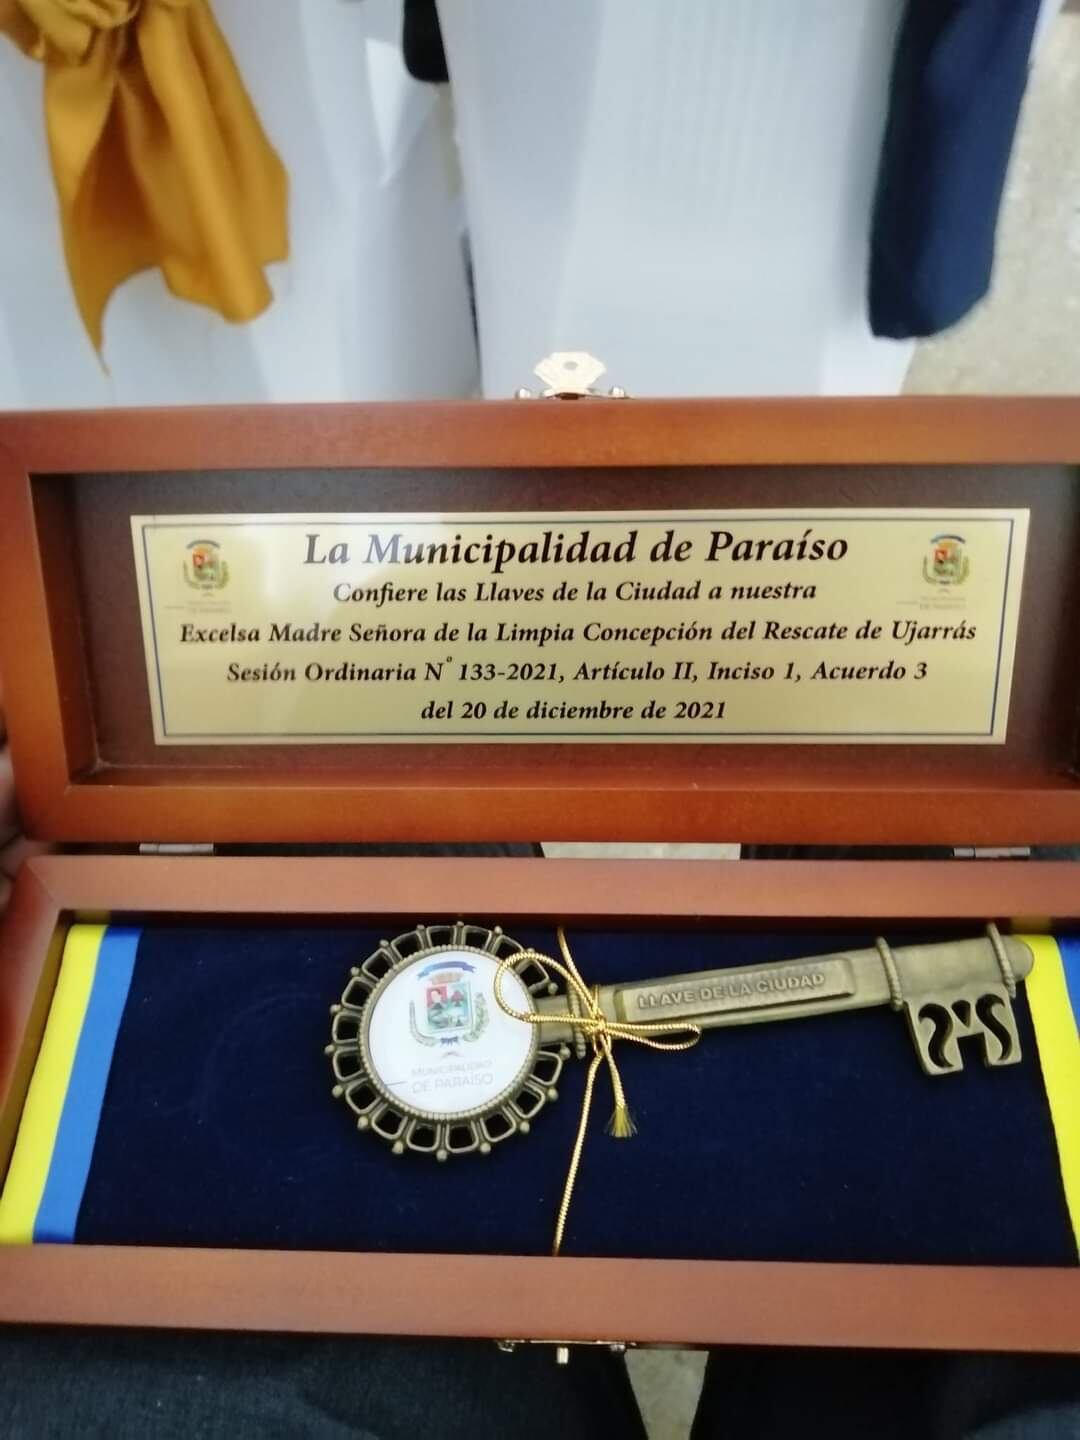 La Municipalidad de Paraíso
Confiere las Llaves de la Ciudad a nuestra
Excelsa Madre Señora de la Limpia Concepción del Rescate de Ujarrás
Sesión Ordinaria N° 133-2021, Artículo II, Inciso 1, Acuerdo 3
del 20 de diciembre de 2021
DE PARAÍSO
LLAVE DE LA CIUDAD
MUNICIPALIDAD
DE PARAÍSO